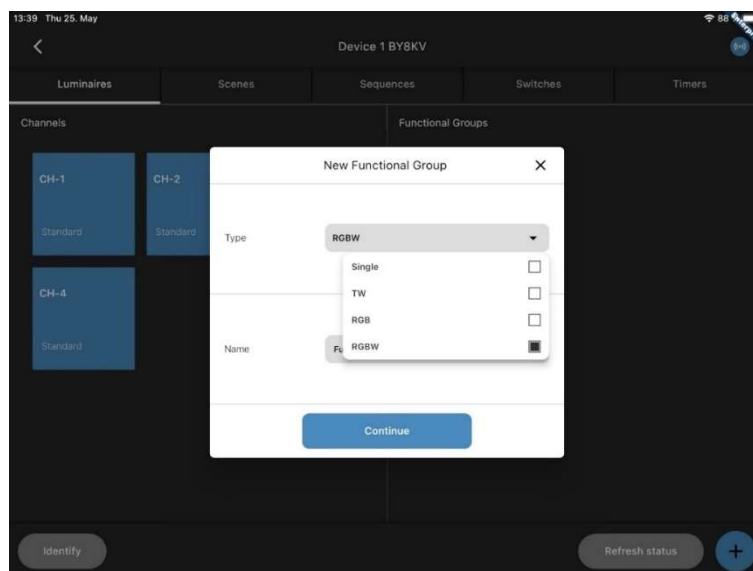 13:39 Thu 25. May
88
Device 1 BY8KV
Luminaires Scenes Sequences Switches Timers
Channels Functional Groups
New Functional Group
CH-1 CH-2
Standard Standard
Type RGBW
Single
TW
RGB
RGBW
CH-4
Standard
Name Fu
Continue
Identify Refresh status